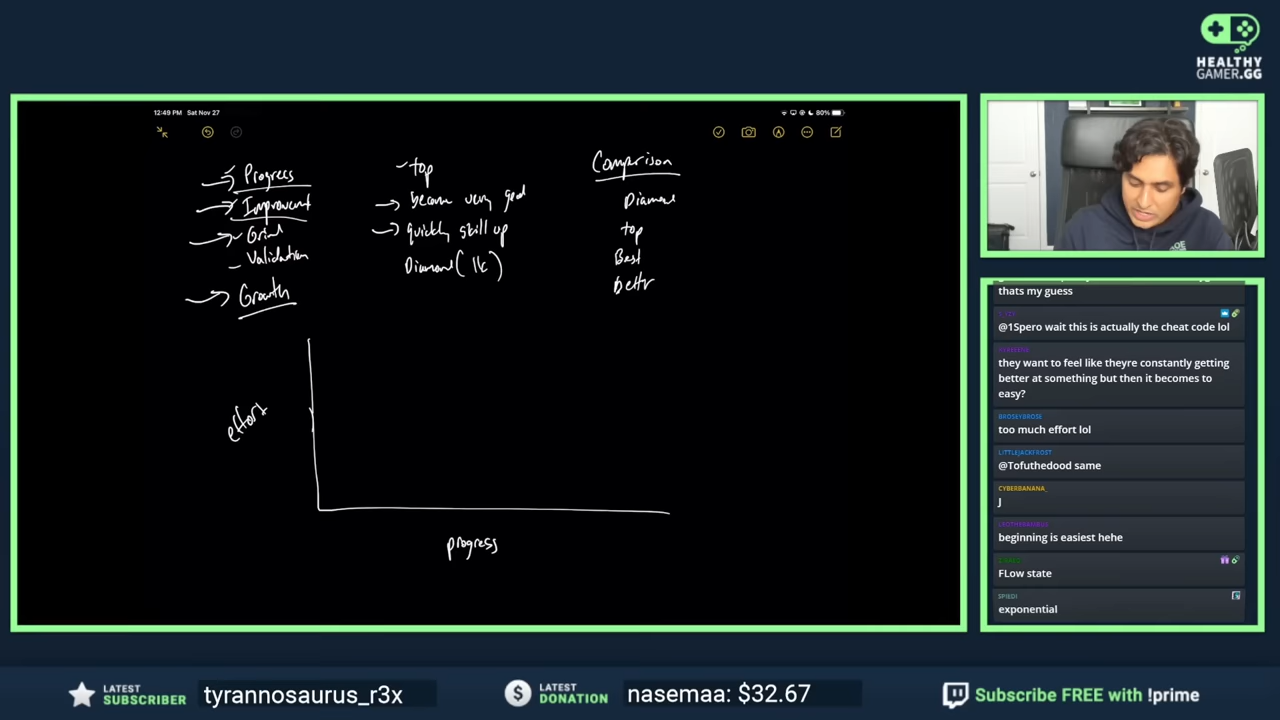 HEALTHY
GAMER.GG
12:49 PM Sat Nov 27
80%
Progress
Improvement
Grind
Validation
Growth
top
become very good
quickly skill up
Diamond (1k)
Comparison
Diamond
top
Best
Better
effort
progress
thats my guess
@1Spero wait this is actually the cheat code lol
they want to feel like theyre constantly getting
better at something but then it becomes to
easy?
BROSEYBROSE
too much effort lol
LITTLEJACKFROST
@Tofuthedood same
CYBERBANANA_
J
beginning is easiest hehe
FLow state
SPIEDI
exponential
LATEST
SUBSCRIBER
tyrannosaurus_r3x
LATEST
DONATION
nasemaa: $32.67
Subscribe FREE with !prime